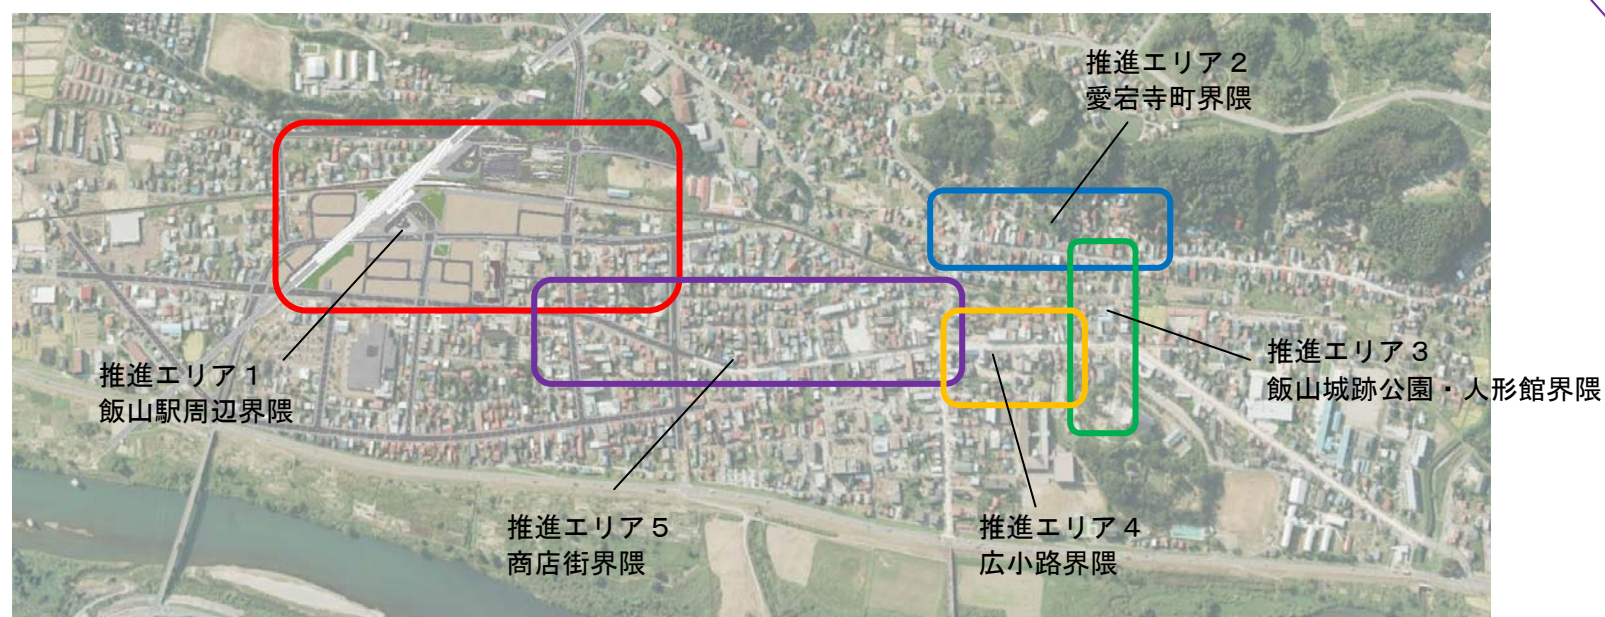 推進エリア２
愛宕寺町界隈
推進エリア３
飯山城跡公園・人形館界隈
推進エリア１
飯山駅周辺界隈
推進エリア５
商店街界隈
推進エリア４
広小路界隈